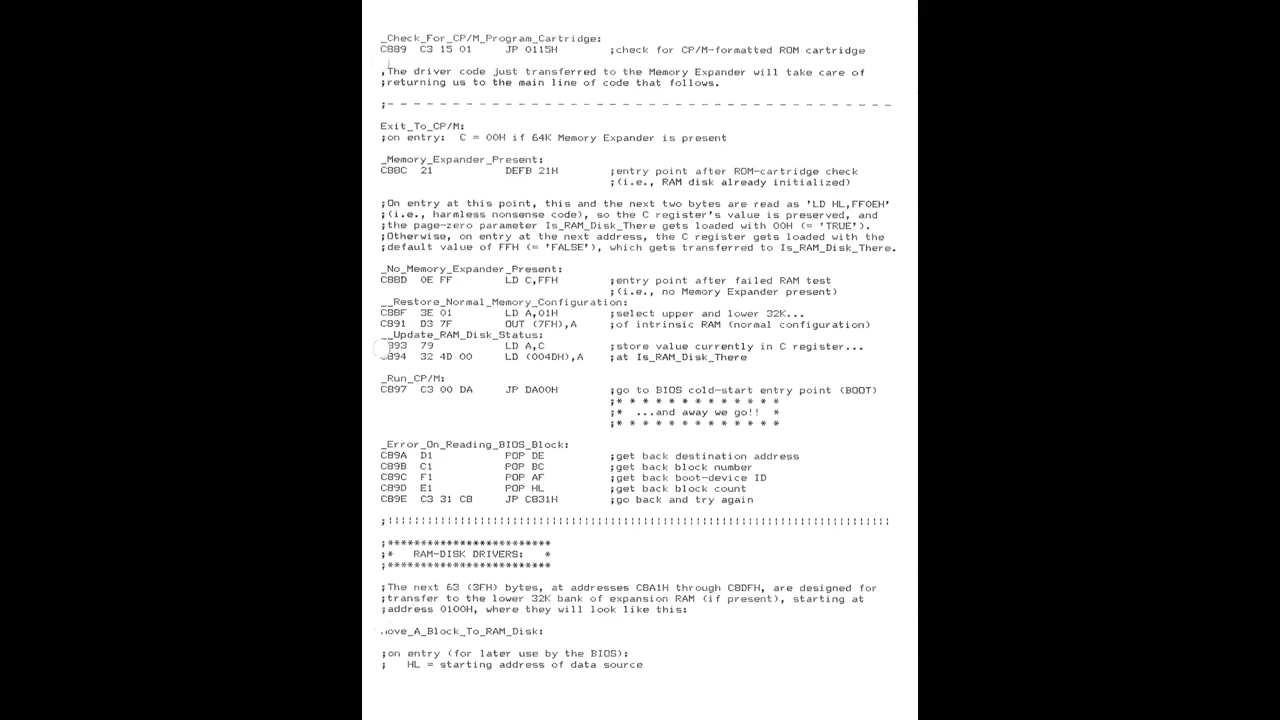 _Check_For_CP/M_Program_Cartridge:
C889 C3 15 01 JP 0115H ;check for CP/M-formatted ROM cartridge
,The driver code just transferred to the Memory Expander will take care of
;returning us to the main line of code that follows.
;- - - - - - - - - - - - - - - - - - - - - - - - - - - - - - - - - - - - - - -
Exit_To_CP/M:
;on entry: C = 00H if 64K Memory Expander is present
_Memory_Expander_Present:
C88C 21 DEFB 21H ;entry point after ROM-cartridge check
;(i.e., RAM disk already initialized)
;On entry at this point, this and the next two bytes are read as 'LD HL,FF0EH'
;(i.e., harmless nonsense code), so the C register's value is preserved, and
;the page-zero parameter Is_RAM_Disk_There gets loaded with 00H (= 'TRUE').
;Otherwise, on entry at the next address, the C register gets loaded with the
;default value of FFH (= 'FALSE'), which gets transferred to Is_RAM_Disk_There.
_No_Memory_Expander_Present:
C88D 0E FF LD C,FFH ;entry point after failed RAM test
;(i.e., no Memory Expander present)
__Restore_Normal_Memory_Configuration:
C88F 3E 01 LD A,01H ;select upper and lower 32K...
C891 D3 7F OUT (7FH),A ;of intrinsic RAM (normal configuration)
__Update_RAM_Disk_Status:
893 79 LD A,C ;store value currently in C register...
C894 32 4D 00 LD (004DH),A ;at Is_RAM_Disk_There
_Run_CP/M:
C897 C3 00 DA JP DA00H ;go to BIOS cold-start entry point (BOOT)
;* * * * * * * * * * * * *
;* ...and away we go!! *
;* * * * * * * * * * * * *
_Error_On_Reading_BIOS_Block:
C89A D1 POP DE ;get back destination address
C89B C1 POP BC ;get back block number
C89C F1 POP AF ;get back boot-device ID
C89D E1 POP HL ;get back block count
C89E C3 31 C8 JP C831H ;go back and try again
;¦¦¦¦¦¦¦¦¦¦¦¦¦¦¦¦¦¦¦¦¦¦¦¦¦¦¦¦¦¦¦¦¦¦¦¦¦¦¦¦¦¦¦¦¦¦¦¦¦¦¦¦¦¦¦¦¦¦¦¦¦¦¦¦¦¦¦¦¦¦¦¦¦¦¦¦¦
;*************************
;* RAM-DISK DRIVERS: *
;*************************
;The next 63 (3FH) bytes, at addresses C8A1H through C8DFH, are designed for
;transfer to the lower 32K bank of expansion RAM (if present), starting at
;address 0100H, where they will look like this:
ove_A_Block_To_RAM_Disk:
;on entry (for later use by the BIOS):
; HL = starting address of data source